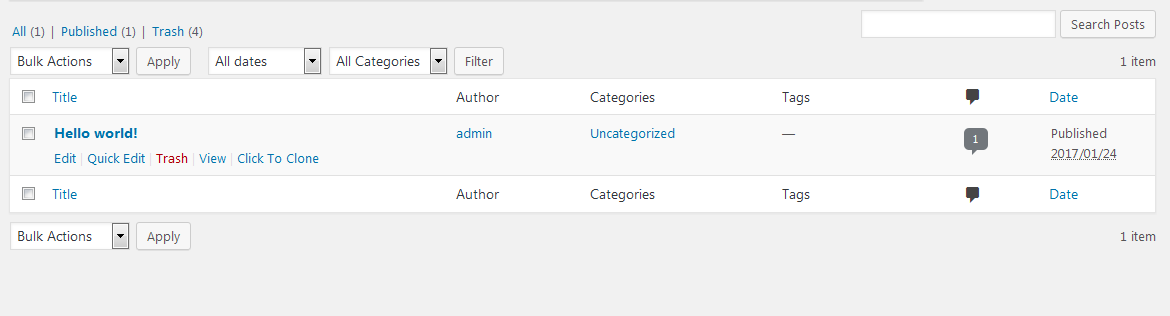 All (1) | Published (1) | Trash (4)
Search Posts
Bulk Actions Apply All dates All Categories Filter 1 item
Title Author Categories Tags Date
Hello world! admin Uncategorized — 1 Published
Edit | Quick Edit | Trash | View | Click To Clone 2017/01/24
Title Author Categories Tags Date
Bulk Actions Apply 1 item